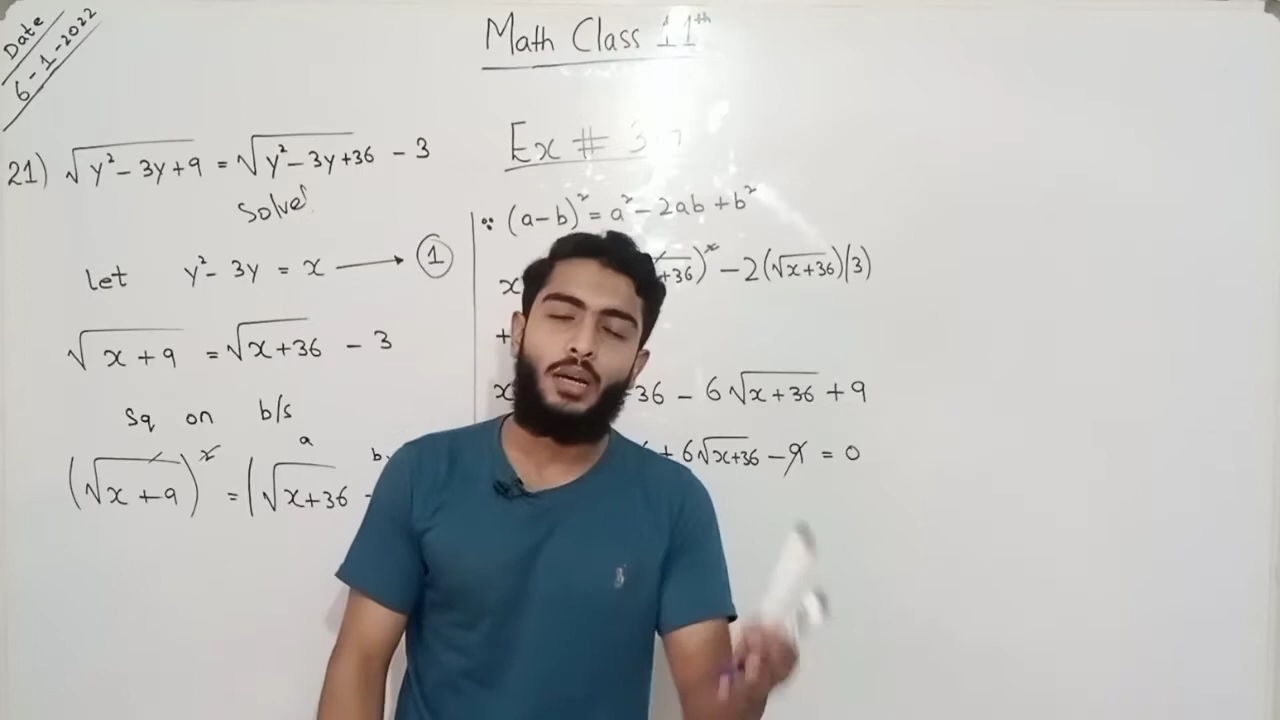 Date
6-1-2022
Math Class 11th
Ex # 3
21) √(y² - 3y + 9) = √(y² - 3y + 36) - 3
Solve
let y² - 3y = x → ①
√(x + 9) = √(x + 36) - 3
Sq on b/s
a
b
(√(x + 9))² = (√(x + 36) -
∵ (a - b)² = a² - 2ab + b²
x +36)² - 2(√(x + 36))(3)
+
x 36 - 6√(x + 36) + 9
+ 6√(x + 36) - 9 = 0